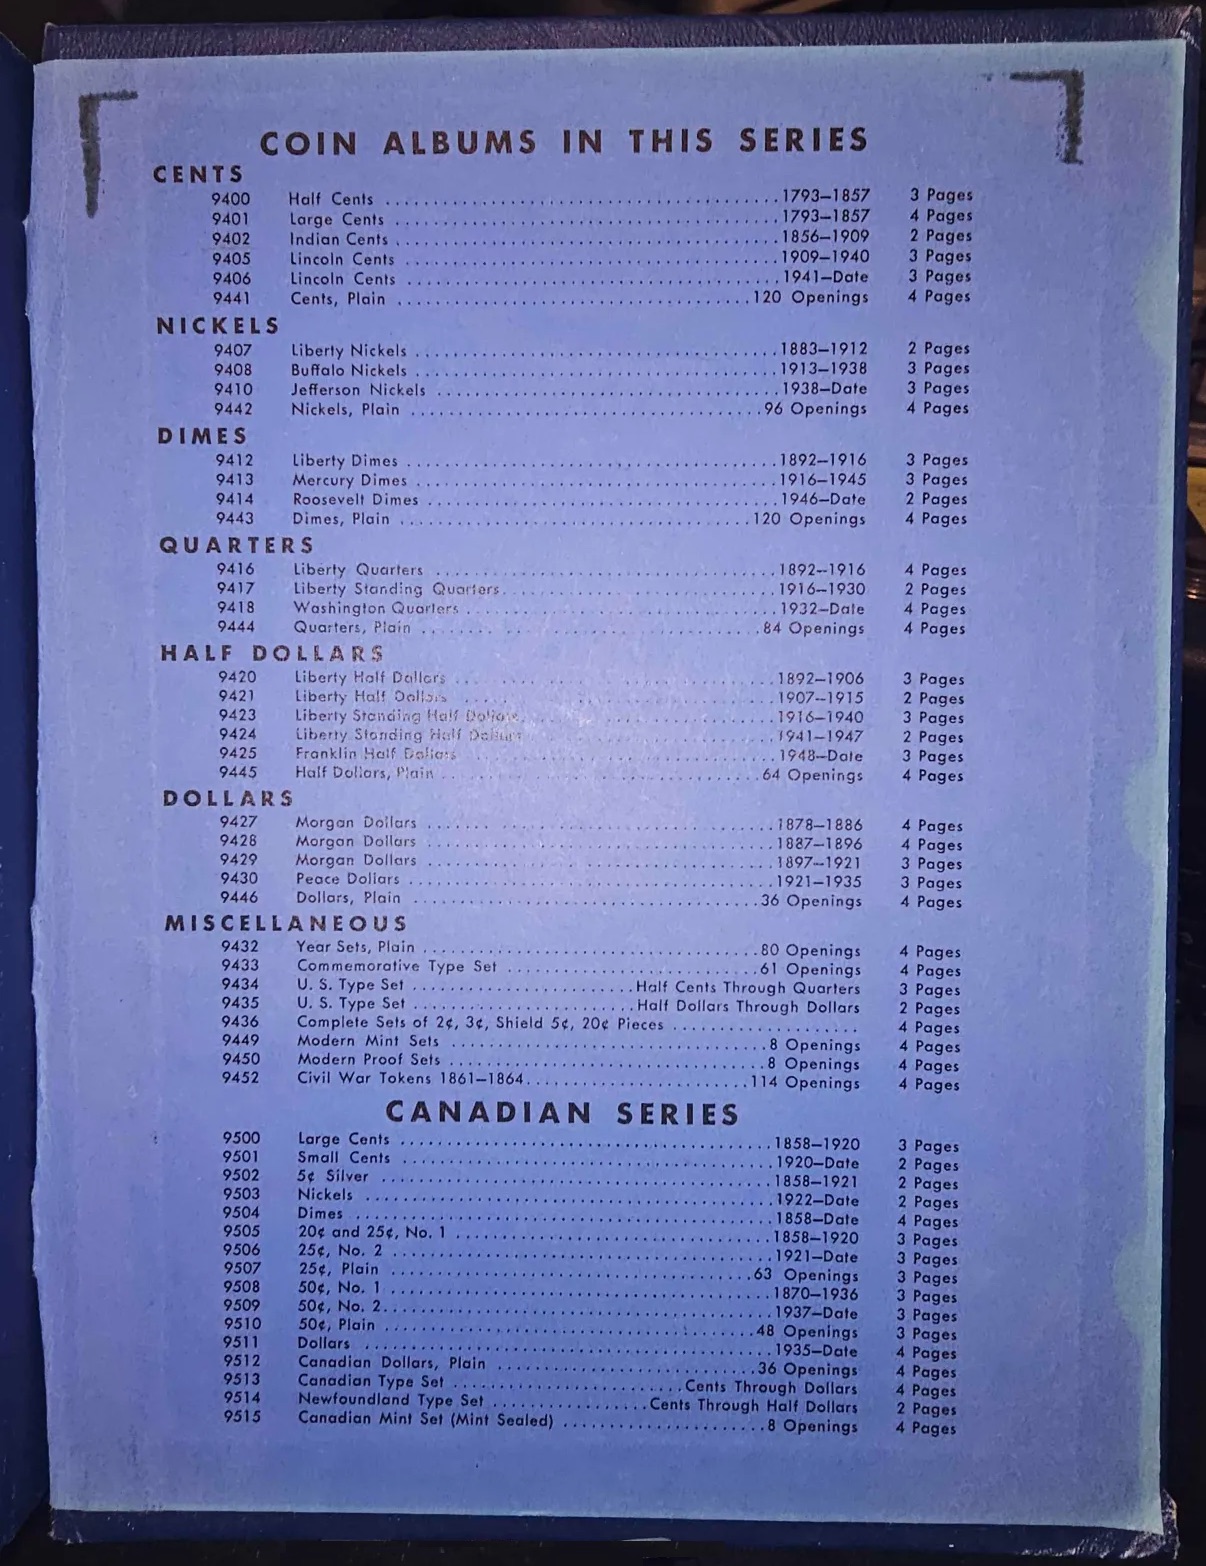 COIN ALBUMS IN THIS SERIES
CENTS
9400 Half Cents 1793–1857 3 Pages
9401 Large Cents 1793–1857 4 Pages
9402 Indian Cents 1856–1909 2 Pages
9405 Lincoln Cents 1909–1940 3 Pages
9406 Lincoln Cents 1941–Date 3 Pages
9441 Cents, Plain 120 Openings 4 Pages
NICKELS
9407 Liberty Nickels 1883–1912 2 Pages
9408 Buffalo Nickels 1913–1938 3 Pages
9410 Jefferson Nickels 1938–Date 3 Pages
9442 Nickels, Plain 96 Openings 4 Pages
DIMES
9412 Liberty Dimes 1892–1916 3 Pages
9413 Mercury Dimes 1916–1945 3 Pages
9414 Roosevelt Dimes 1946–Date 2 Pages
9443 Dimes, Plain 120 Openings 4 Pages
QUARTERS
9416 Liberty Quarters 1892–1916 4 Pages
9417 Liberty Standing Quarters 1916–1930 2 Pages
9418 Washington Quarters 1932–Date 4 Pages
9444 Quarters, Plain 84 Openings 4 Pages
HALF DOLLARS
9420 Liberty Half Dollars 1892–1906 3 Pages
9421 Liberty Half Dollars 1907–1915 2 Pages
9423 Liberty Standing Half Dollars 1916–1940 3 Pages
9424 Liberty Standing Half Dollars 1941–1947 2 Pages
9425 Franklin Half Dollars 1948–Date 3 Pages
9445 Half Dollars, Plain 64 Openings 4 Pages
DOLLARS
9427 Morgan Dollars 1878–1886 4 Pages
9428 Morgan Dollars 1887–1896 4 Pages
9429 Morgan Dollars 1897–1921 3 Pages
9430 Peace Dollars 1921–1935 3 Pages
9446 Dollars, Plain 36 Openings 4 Pages
MISCELLANEOUS
9432 Year Sets, Plain 80 Openings 4 Pages
9433 Commemorative Type Set 61 Openings 4 Pages
9434 U. S. Type Set Half Cents Through Quarters 3 Pages
9435 U. S. Type Set Half Dollars Through Dollars 2 Pages
9436 Complete Sets of 2¢, 3¢, Shield 5¢, 20¢ Pieces 4 Pages
9449 Modern Mint Sets 8 Openings 4 Pages
9450 Modern Proof Sets 8 Openings 4 Pages
9452 Civil War Tokens 1861–1864 114 Openings 4 Pages
CANADIAN SERIES
9500 Large Cents 1858–1920 3 Pages
9501 Small Cents 1920–Date 2 Pages
9502 5¢ Silver 1858–1921 2 Pages
9503 Nickels 1922–Date 2 Pages
9504 Dimes 1858–Date 4 Pages
9505 20¢ and 25¢, No. 1 1858–1920 3 Pages
9506 25¢, No. 2 1921–Date 3 Pages
9507 25¢, Plain 63 Openings 3 Pages
9508 50¢, No. 1 1870–1936 3 Pages
9509 50¢, No. 2 1937–Date 3 Pages
9510 50¢, Plain 48 Openings 3 Pages
9511 Dollars 1935–Date 4 Pages
9512 Canadian Dollars, Plain 36 Openings 4 Pages
9513 Canadian Type Set Cents Through Dollars 4 Pages
9514 Newfoundland Type Set Cents Through Half Dollars 2 Pages
9515 Canadian Mint Set (Mint Sealed) 8 Openings 4 Pages